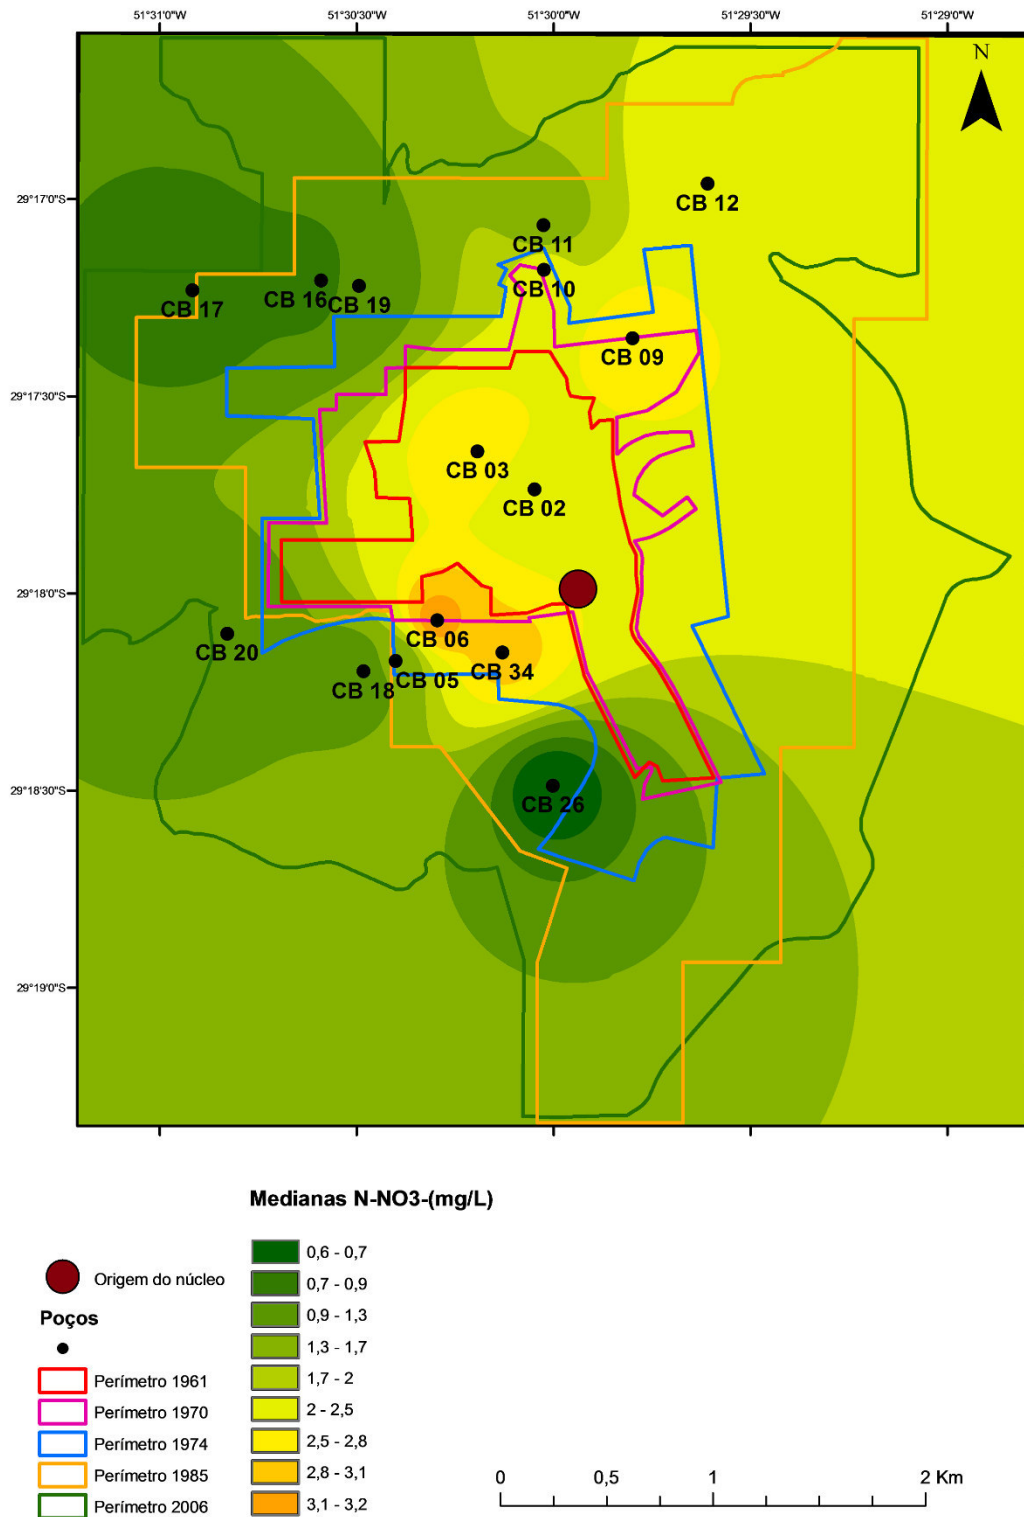 51°31'0"W 51°30'30"W 51°30'0"W 51°29'30"W 51°29'0"W
N
29°17'0"S
CB 12
CB 11
CB 10
CB 17
CB 16
CB 19
CB 09
29°17'30"S
CB 03
CB 02
29°18'0"S
CB 06
CB 20
CB 34
CB 05
CB 18
29°18'30"S
CB 26
29°19'0"S
Medianas N-NO3-(mg/L)
Origem do núcleo
Poços
Perímetro 1961
Perímetro 1970
Perímetro 1974
Perímetro 1985
Perímetro 2006
0,6 - 0,7
0,7 - 0,9
0,9 - 1,3
1,3 - 1,7
1,7 - 2
2 - 2,5
2,5 - 2,8
2,8 - 3,1
3,1 - 3,2
0 0,5 1 2 Km